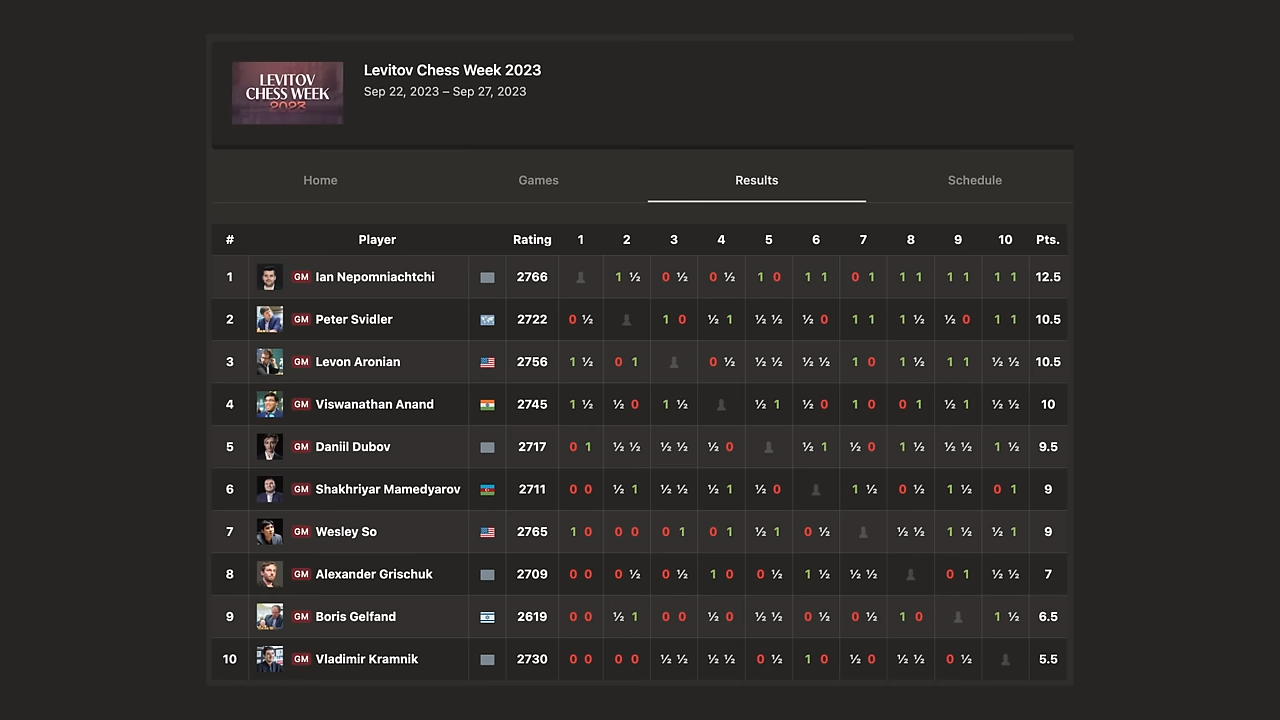 LEVITOV
CHESS WEEK
2023
Levitov Chess Week 2023
Sep 22, 2023 – Sep 27, 2023
Home Games Results Schedule
# Player Rating 1 2 3 4 5 6 7 8 9 10 Pts.
1 GM Ian Nepomniachtchi 2766 1 ½ 0 ½ 0 ½ 1 0 1 1 0 1 1 1 1 1 1 1 12.5
2 GM Peter Svidler 2722 0 ½ 1 0 ½ 1 ½ ½ ½ 0 1 1 1 ½ ½ 0 1 1 10.5
3 GM Levon Aronian 2756 1 ½ 0 1 0 ½ ½ ½ ½ ½ 1 0 1 ½ 1 1 ½ ½ 10.5
4 GM Viswanathan Anand 2745 1 ½ ½ 0 1 ½ ½ 1 ½ 0 1 0 0 1 ½ 1 ½ ½ 10
5 GM Daniil Dubov 2717 0 1 ½ ½ ½ ½ ½ 0 ½ 1 ½ 0 1 ½ ½ ½ 1 ½ 9.5
6 GM Shakhriyar Mamedyarov 2711 0 0 ½ 1 ½ ½ ½ 1 ½ 0 1 ½ 0 ½ 1 ½ 0 1 9
7 GM Wesley So 2765 1 0 0 0 0 1 0 1 ½ 1 0 ½ ½ ½ 1 ½ ½ 1 9
8 GM Alexander Grischuk 2709 0 0 0 ½ 0 ½ 1 0 0 ½ 1 ½ ½ ½ 0 1 ½ ½ 7
9 GM Boris Gelfand 2619 0 0 ½ 1 0 0 ½ 0 ½ ½ 0 ½ 0 ½ 1 0 1 ½ 6.5
10 GM Vladimir Kramnik 2730 0 0 0 0 ½ ½ ½ ½ 0 ½ 1 0 ½ 0 ½ ½ 0 ½ 5.5